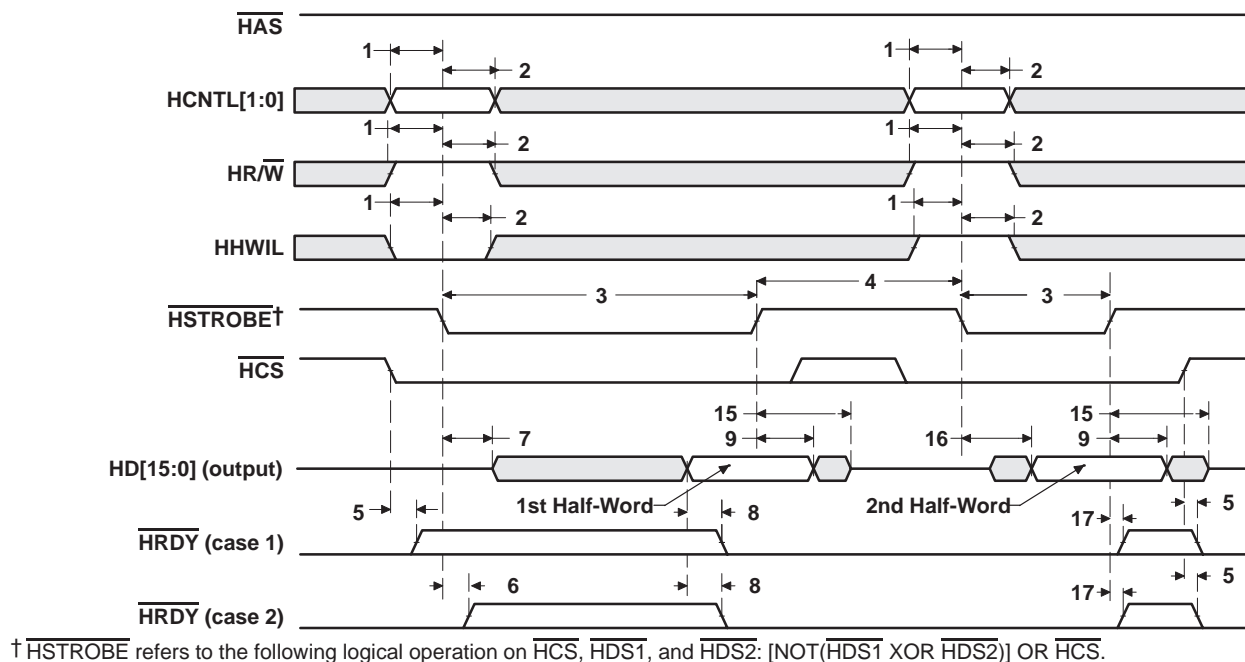 HAS
1
1
2
2
HCNTL[1:0]
1
1
2
2
HR/W
1
1
2
2
HHWIL
3
4
3
HSTROBE†
HCS
15
15
7
9
16
9
HD[15:0] (output)
1st Half-Word
2nd Half-Word
5
8
17
5
HRDY (case 1)
6
8
17
5
HRDY (case 2)
† HSTROBE refers to the following logical operation on HCS, HDS1, and HDS2: [NOT(HDS1 XOR HDS2)] OR HCS.